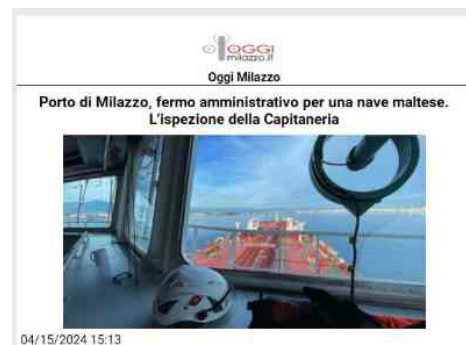 OGGI
milazzo.it
Oggi Milazzo
Porto di Milazzo, fermo amministrativo per una nave maltese.
L'ispezione della Capitaneria
04/15/2024 15:13